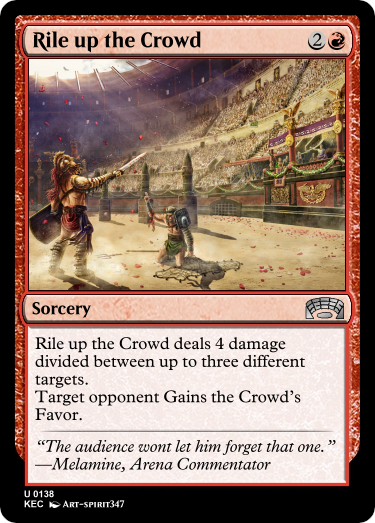 Rile up the Crowd 2
Sorcery
Rile up the Crowd deals 4 damage
divided between up to three different
targets.
Target opponent Gains the Crowd's
Favor.
“The audience wont let him forget that one.”
—Melamine, Arena Commentator
U 0138
KEC Art-spirit347